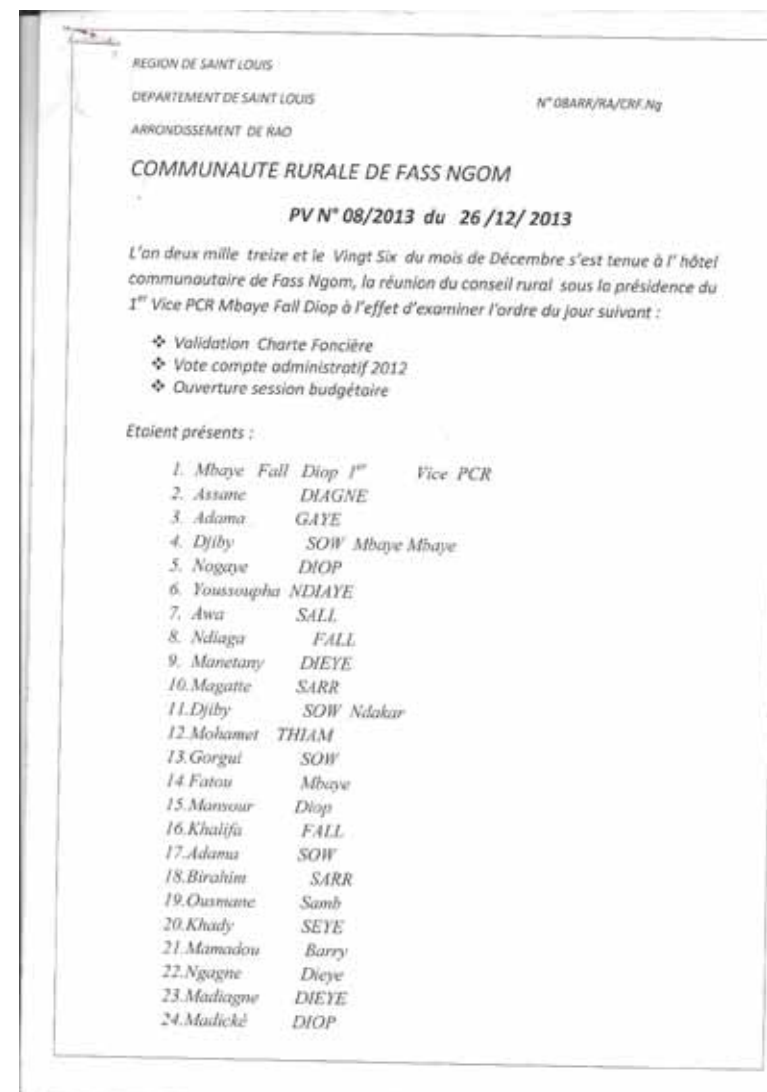 REGION DE SAINT LOUIS
DEPARTEMENT DE SAINT LOUIS N° 08ARR/RA/CRF.Ng
ARRONDISSEMENT DE RAO
COMMUNAUTE RURALE DE FASS NGOM
PV N° 08/2013 du 26 /12/ 2013
L'an deux mille treize et le Vingt Six du mois de Décembre s'est tenue à l' hôtel
communautaire de Fass Ngom, la réunion du conseil rural sous la présidence du
1er Vice PCR Mbaye Fall Diop à l'effet d'examiner l'ordre du jour suivant :
❖ Validation Charte Foncière
❖ Vote compte administratif 2012
❖ Ouverture session budgétaire
Etaient présents :
1. Mbaye Fall Diop 1er Vice PCR
2. Assane DIAGNE
3. Adama GAYE
4. Djiby SOW Mbaye Mbaye
5. Nogaye DIOP
6. Youssoupha NDIAYE
7. Awa SALL
8. Ndiaga FALL
9. Manetany DIEYE
10.Magatte SARR
11.Djiby SOW Ndakar
12.Mohamet THIAM
13.Gorgui SOW
14.Fatou Mbaye
15.Mansour Diop
16.Khalifa FALL
17.Adama SOW
18.Birahim SARR
19.Ousmane Samb
20.Khady SEYE
21.Mamadou Barry
22.Ngagne Dieye
23.Madiagne DIEYE
24.Madické DIOP